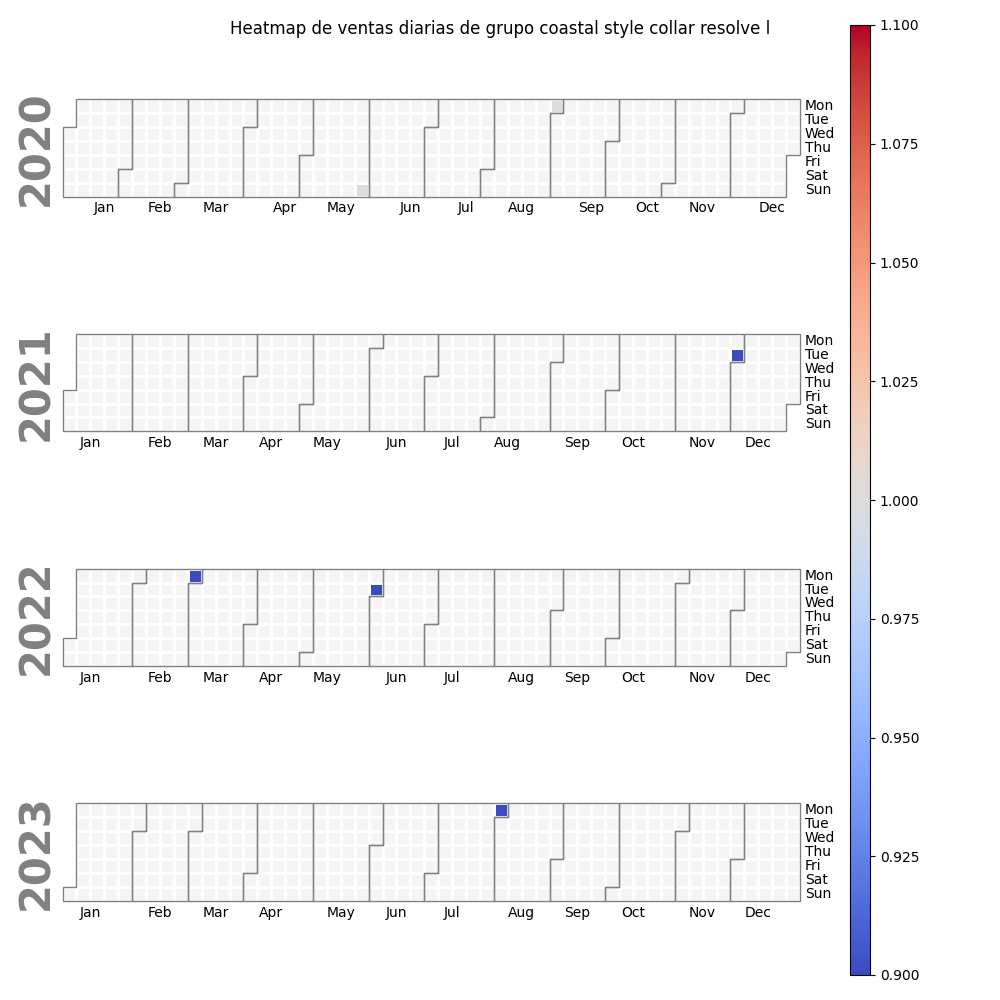 Heatmap de ventas diarias de grupo coastal style collar resolve l
2020
Mon
Tue
Wed
Thu
Fri
Sat
Sun
Jan Feb Mar Apr May Jun Jul Aug Sep Oct Nov Dec
2021
Mon
Tue
Wed
Thu
Fri
Sat
Sun
Jan Feb Mar Apr May Jun Jul Aug Sep Oct Nov Dec
2022
Mon
Tue
Wed
Thu
Fri
Sat
Sun
Jan Feb Mar Apr May Jun Jul Aug Sep Oct Nov Dec
2023
Mon
Tue
Wed
Thu
Fri
Sat
Sun
Jan Feb Mar Apr May Jun Jul Aug Sep Oct Nov Dec
1.100
1.075
1.050
1.025
1.000
0.975
0.950
0.925
0.900